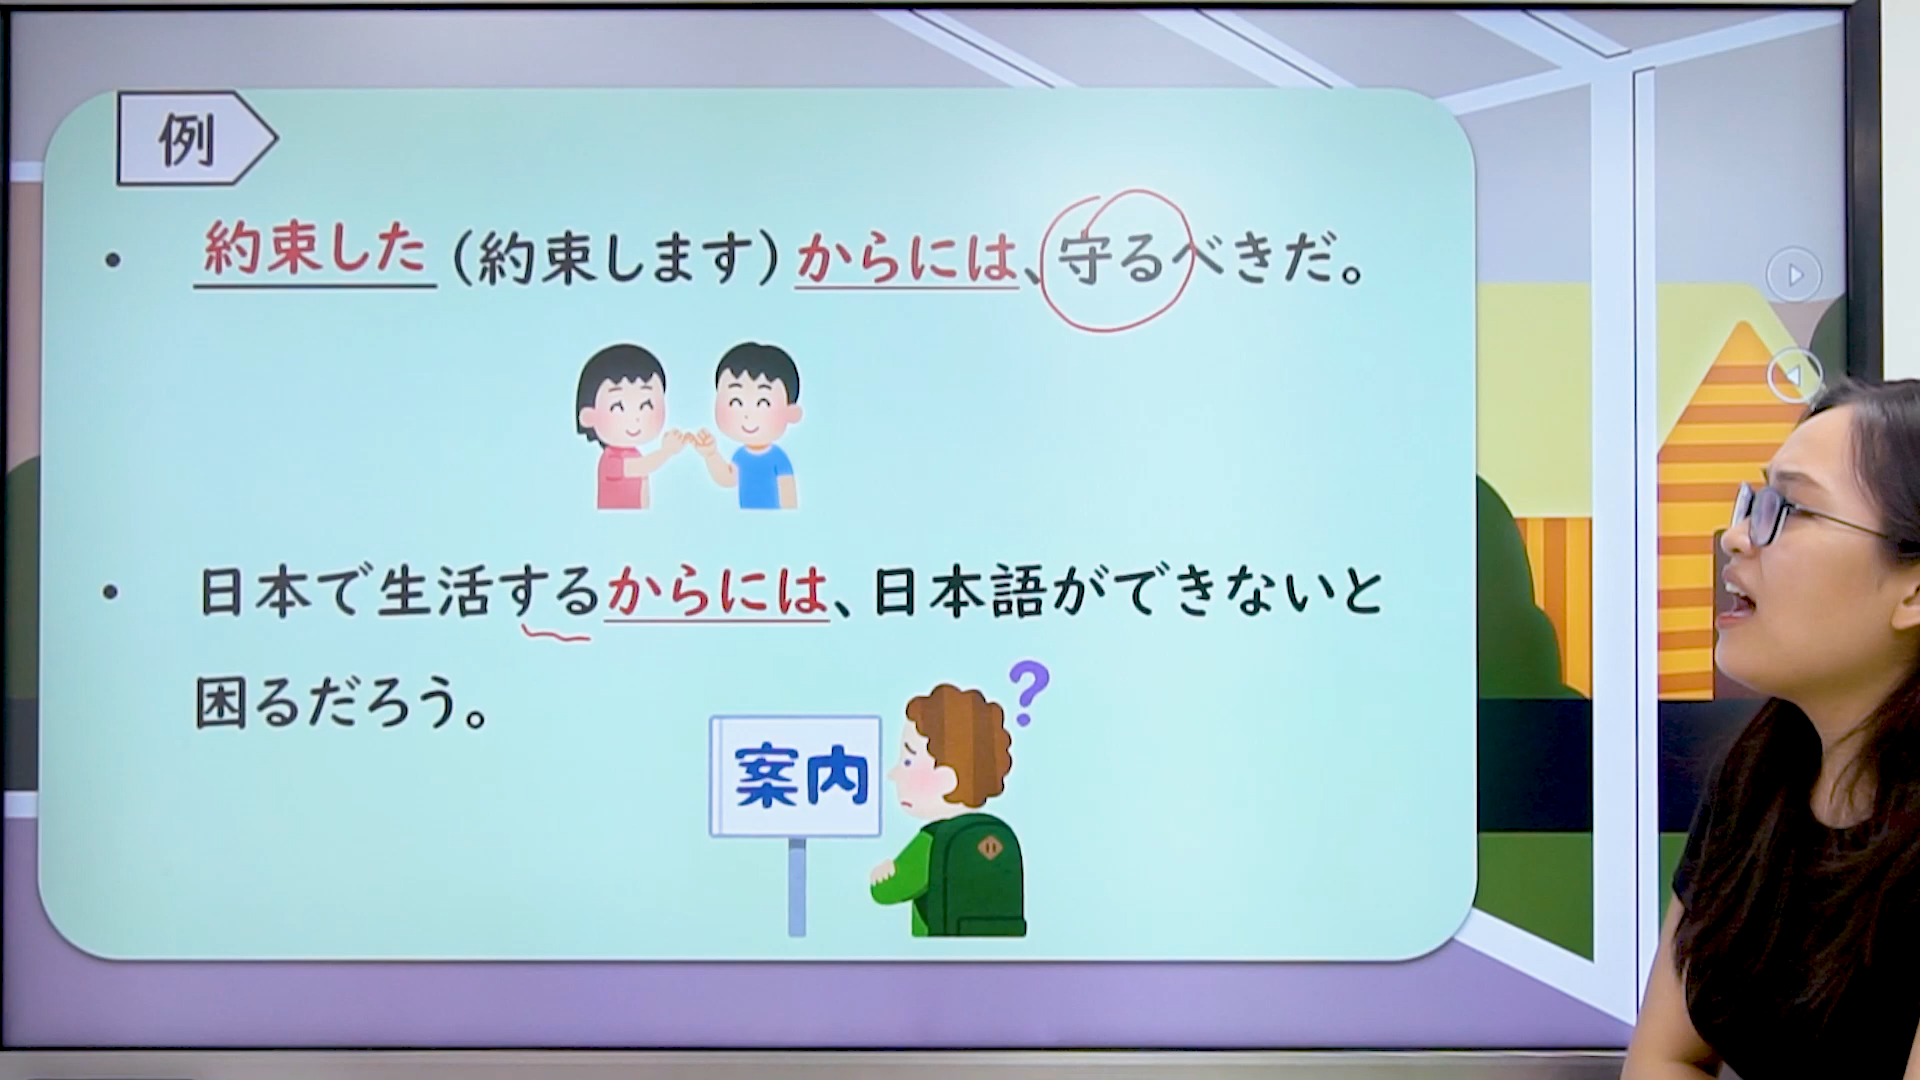 例
• 約束した（約束します）からには、守るべきだ。
• 日本で生活するからには、日本語ができないと
困るだろう。
?
案内